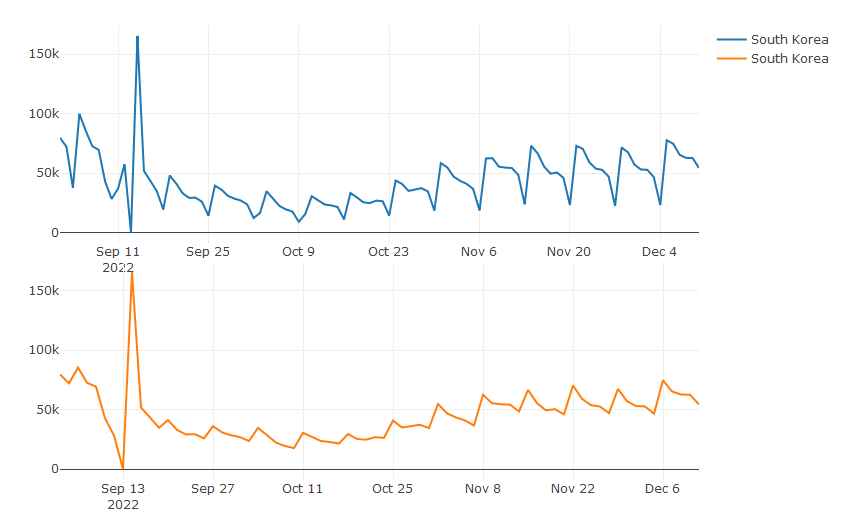 150k
100k
50k
0
Sep 11
2022
Sep 25
Oct 9
Oct 23
Nov 6
Nov 20
Dec 4
South Korea
South Korea
150k
100k
50k
0
Sep 13
2022
Sep 27
Oct 11
Oct 25
Nov 8
Nov 22
Dec 6